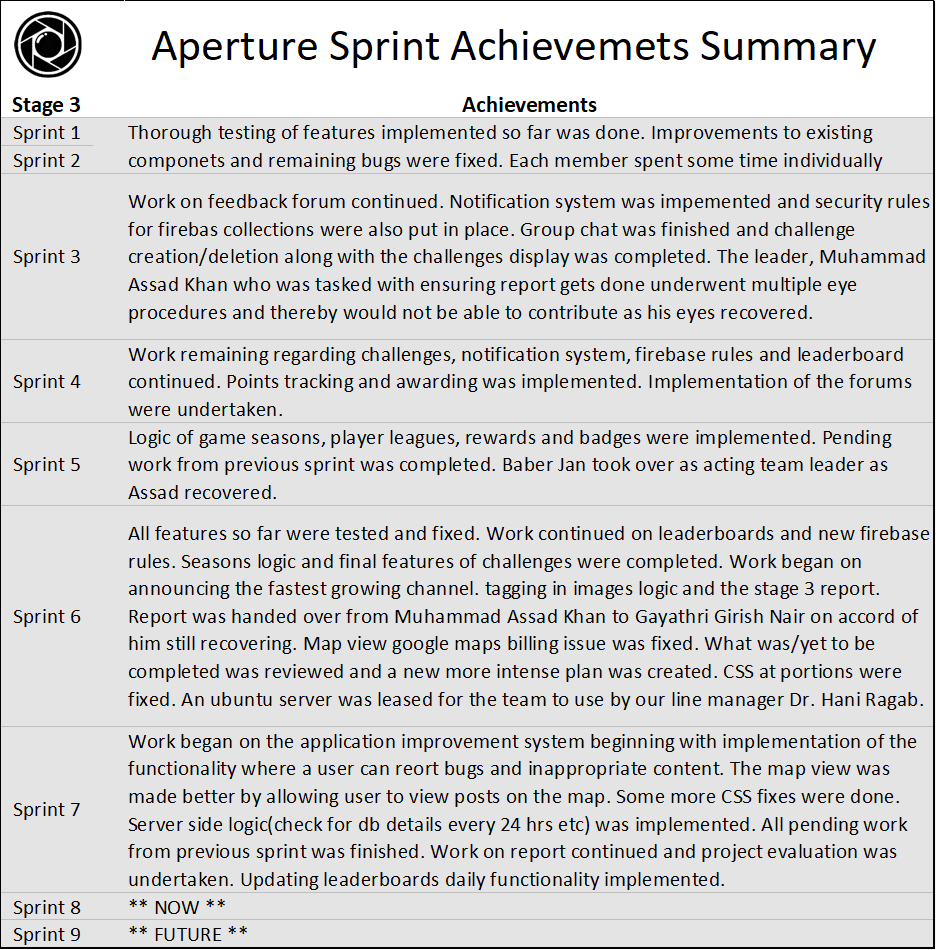 Aperture Sprint Achievemets Summary
Stage 3 Achievements
Sprint 1 Thorough testing of features implemented so far was done. Improvements to existing
Sprint 2 componets and remaining bugs were fixed. Each member spent some time individually
Work on feedback forum continued. Notification system was impemented and security rules
for firebas collections were also put in place. Group chat was finished and challenge
Sprint 3 creation/deletion along with the challenges display was completed. The leader, Muhammad
Assad Khan who was tasked with ensuring report gets done underwent multiple eye
procedures and thereby would not be able to contribute as his eyes recovered.
Work remaining regarding challenges, notification system, firebase rules and leaderboard
Sprint 4 continued. Points tracking and awarding was implemented. Implementation of the forums
were undertaken.
Logic of game seasons, player leagues, rewards and badges were implemented. Pending
Sprint 5 work from previous sprint was completed. Baber Jan took over as acting team leader as
Assad recovered.
All features so far were tested and fixed. Work continued on leaderboards and new firebase
rules. Seasons logic and final features of challenges were completed. Work began on
announcing the fastest growing channel. tagging in images logic and the stage 3 report.
Sprint 6 Report was handed over from Muhammad Assad Khan to Gayathri Girish Nair on accord of
him still recovering. Map view google maps billing issue was fixed. What was/yet to be
completed was reviewed and a new more intense plan was created. CSS at portions were
fixed. An ubuntu server was leased for the team to use by our line manager Dr. Hani Ragab.
Work began on the application improvement system beginning with implementation of the
functionality where a user can reort bugs and inappropriate content. The map view was
made better by allowing user to view posts on the map. Some more CSS fixes were done.
Sprint 7 Server side logic(check for db details every 24 hrs etc) was implemented. All pending work
from previous sprint was finished. Work on report continued and project evaluation was
undertaken. Updating leaderboards daily functionality implemented.
Sprint 8 ** NOW **
Sprint 9 ** FUTURE **